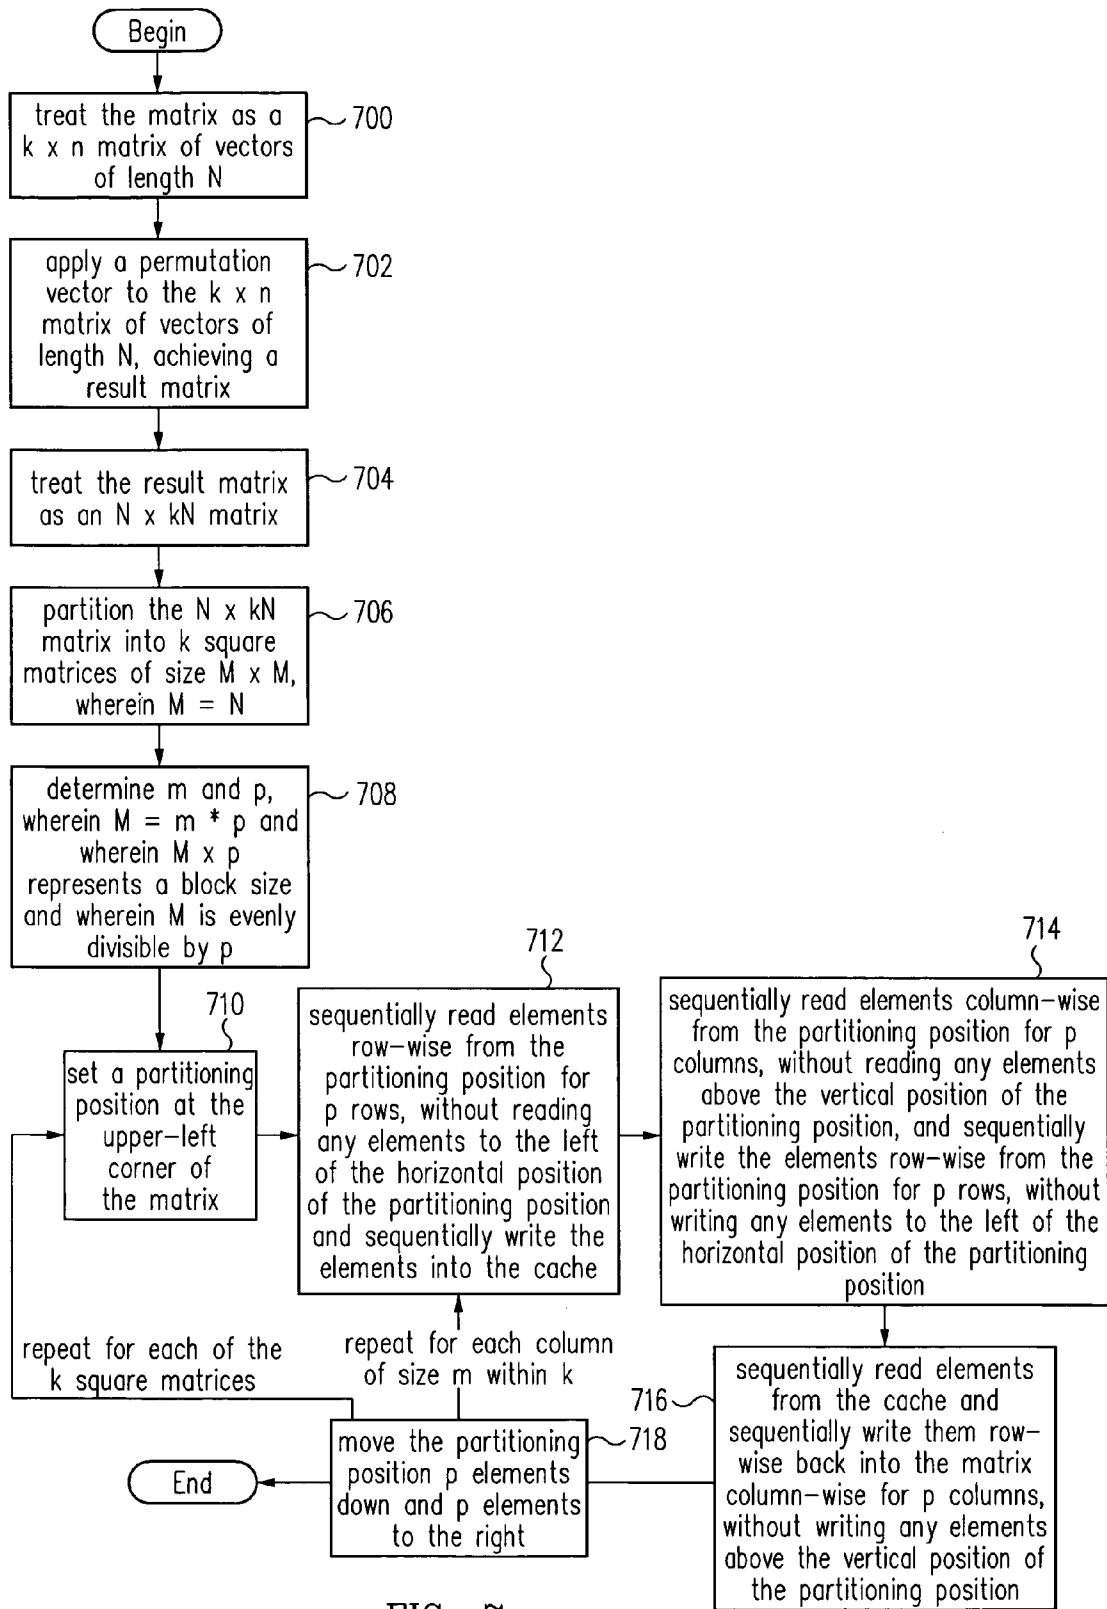 Begin
treat the matrix as a
k x n matrix of vectors
of length N
700
apply a permutation
vector to the k x n
matrix of vectors of
length N, achieving a
result matrix
702
treat the result matrix
as an N x kN matrix
704
partition the N x kN
matrix into k square
matrices of size M x M,
wherein M = N
706
determine m and p,
wherein M = m * p and
wherein M x p
represents a block size
and wherein M is evenly
divisible by p
708
710
set a partitioning
position at the
upper-left
corner of
the matrix
712
sequentially read elements
row-wise from the
partitioning position for
p rows, without reading
any elements to the left
of the horizontal position
of the partitioning position
and sequentially write the
elements into the cache
714
sequentially read elements column-wise
from the partitioning position for p
columns, without reading any elements
above the vertical position of the
partitioning position, and sequentially
write the elements row-wise from the
partitioning position for p rows, without
writing any elements to the left of the
horizontal position of the partitioning
position
repeat for each of the
k square matrices
repeat for each column
of size m within k
716
sequentially read elements
from the cache and
sequentially write them row-
wise back into the matrix
column-wise for p columns,
without writing any elements
above the vertical position of
the partitioning position
718
move the partitioning
position p elements
down and p elements
to the right
End